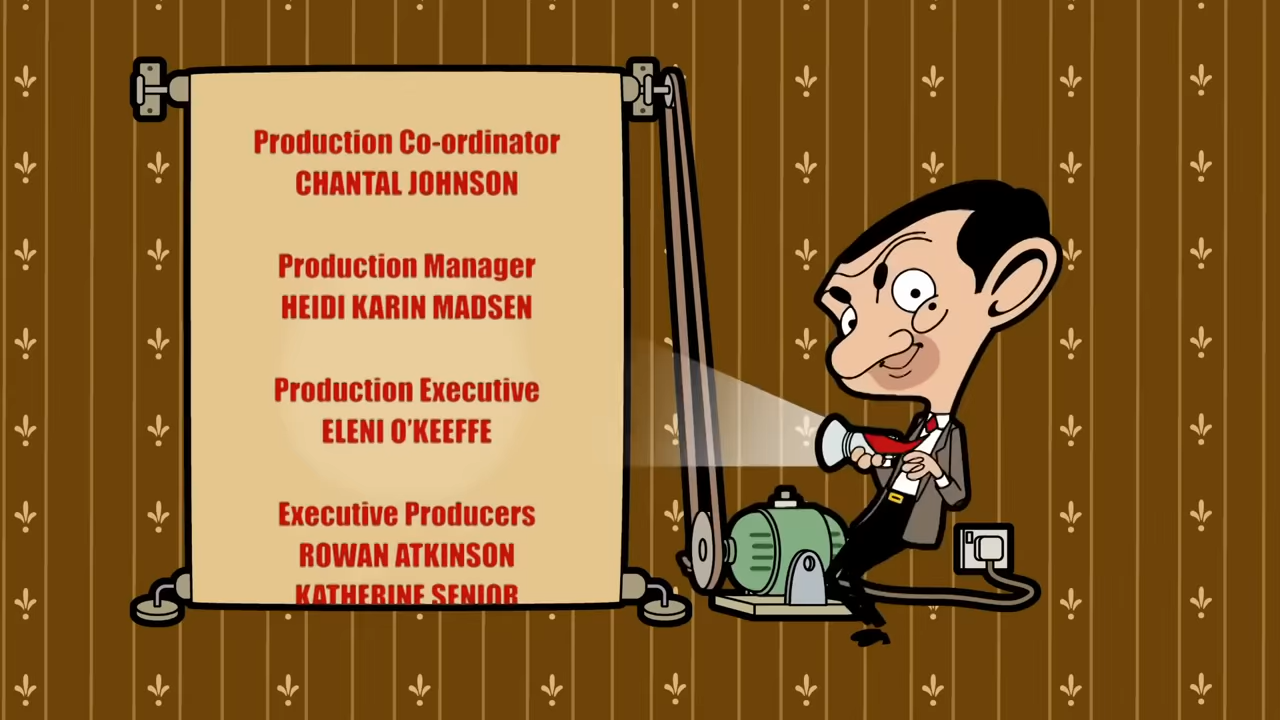 Production Co-ordinator
CHANTAL JOHNSON
Production Manager
HEIDI KARIN MADSEN
Production Executive
ELENI O'KEEFFE
Executive Producers
ROWAN ATKINSON
KATHERINE SENIOR